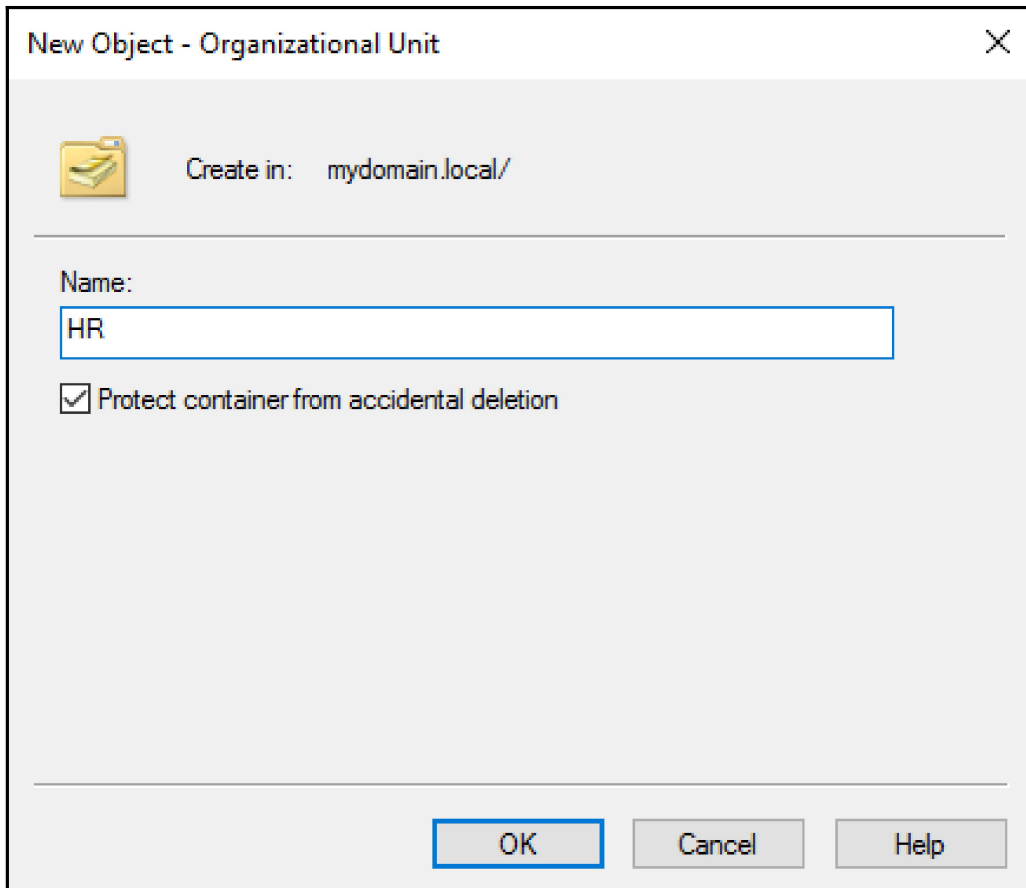 New Object - Organizational Unit
Create in: mydomain.local/
Name:
HR
Protect container from accidental deletion
OK Cancel Help